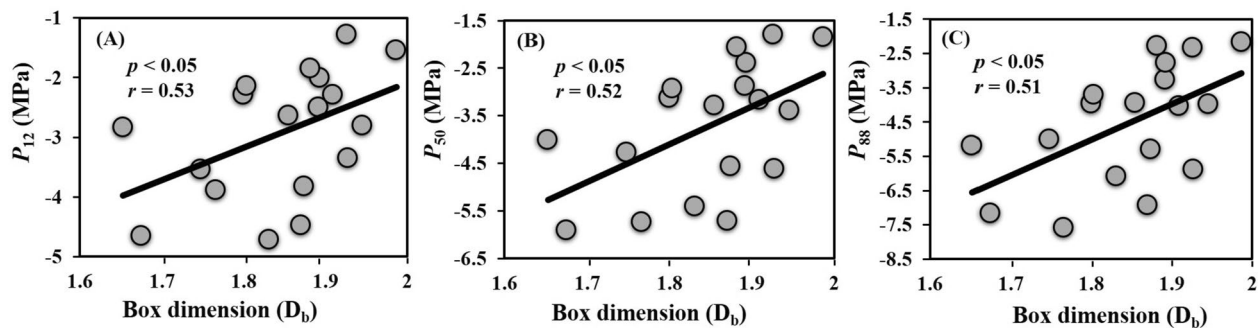 (A)
p < 0.05
r = 0.53
P12 (MPa)
-1
-2
-3
-4
-5
1.6
1.7
1.8
1.9
2
Box dimension (Db)
(B)
p < 0.05
r = 0.52
P50 (MPa)
-1.5
-2.5
-3.5
-4.5
-5.5
-6.5
1.6
1.7
1.8
1.9
2
Box dimension (Db)
(C)
p < 0.05
r = 0.51
P88 (MPa)
-1.5
-2.5
-3.5
-4.5
-5.5
-6.5
-7.5
-8.5
1.6
1.7
1.8
1.9
2
Box dimension (Db)